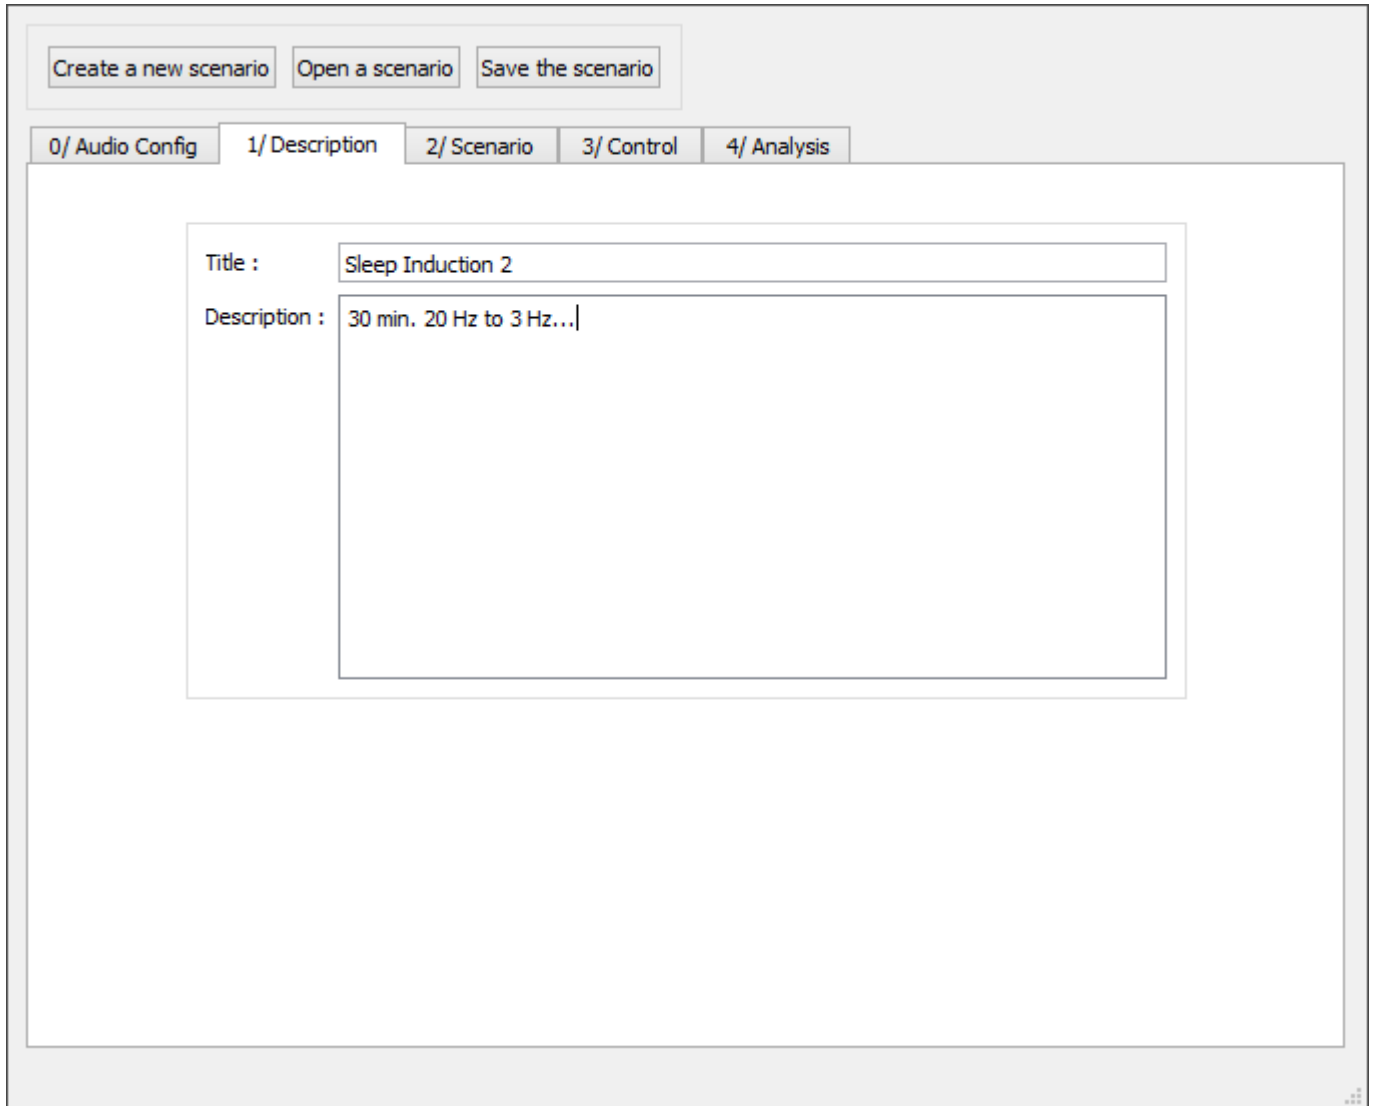 Create a new scenario Open a scenario Save the scenario
0/ Audio Config 1/ Description 2/ Scenario 3/ Control 4/ Analysis
Title : Sleep Induction 2
Description : 30 min. 20 Hz to 3 Hz...